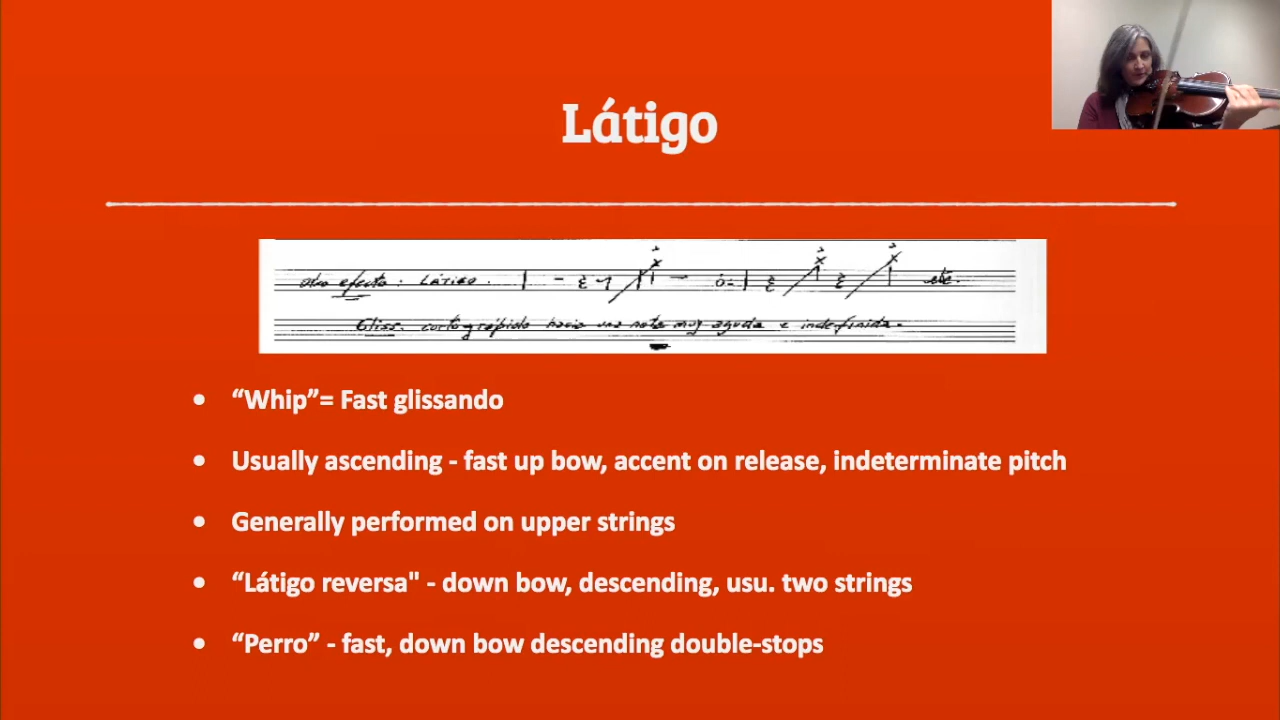 Látigo
Otro efecto: LÁTIGO.
etc.
Gliss. corto y rápido hacia una nota muy aguda e indefinida.
• “Whip”= Fast glissando
• Usually ascending - fast up bow, accent on release, indeterminate pitch
• Generally performed on upper strings
• “Látigo reversa" - down bow, descending, usu. two strings
• “Perro” - fast, down bow descending double-stops